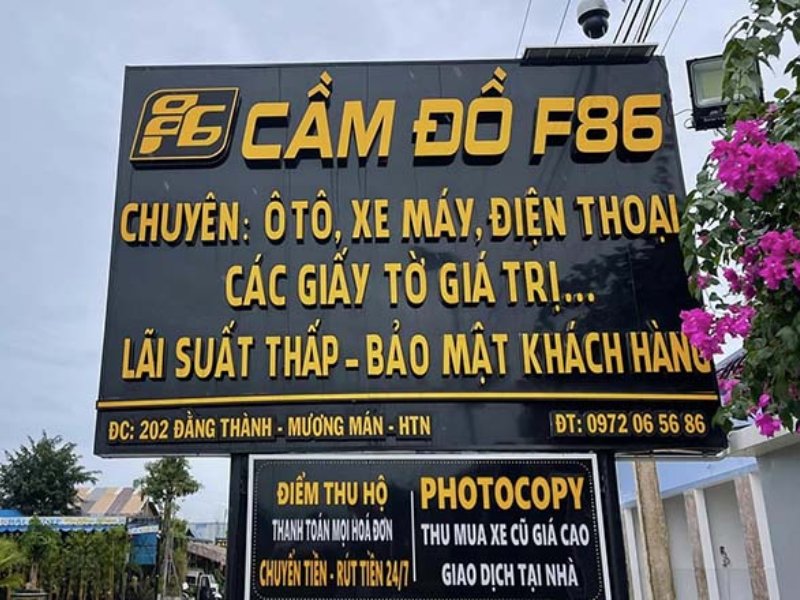 F86 CẦM ĐỒ F86
CHUYÊN: Ô TÔ, XE MÁY, ĐIỆN THOẠI
CÁC GIẤY TỜ GIÁ TRỊ...
LÃI SUẤT THẤP - BẢO MẬT KHÁCH HÀNG
ĐC: 202 ĐẰNG THÀNH - MƯƠNG MÁN - HTN
ĐT: 0972 06 56 86
ĐIỂM THU HỘ
THANH TOÁN MỌI HOÁ ĐƠN
CHUYỂN TIỀN - RÚT TIỀN 24/7
PHOTOCOPY
THU MUA XE CŨ GIÁ CAO
GIAO DỊCH TẠI NHÀ